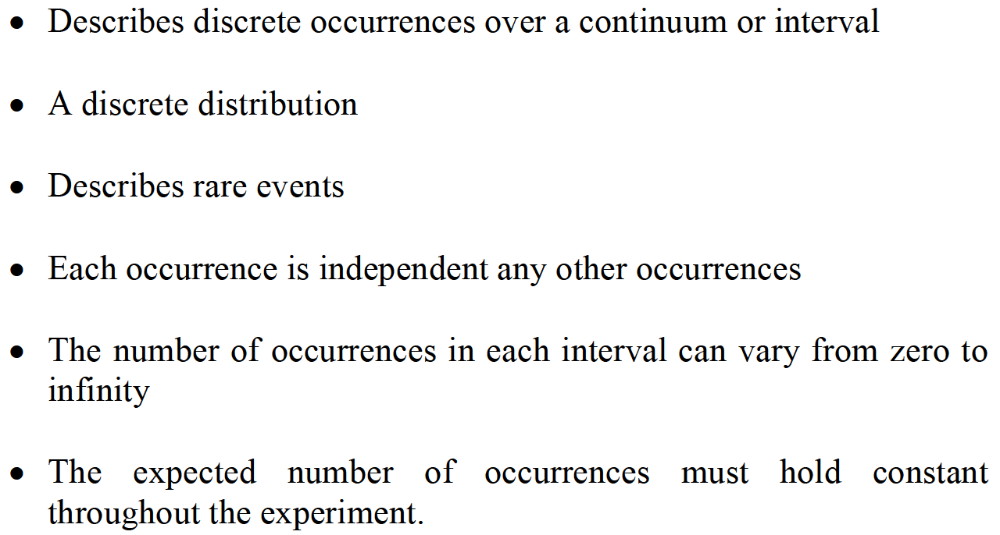 • Describes discrete occurrences over a continuum or interval
• A discrete distribution
• Describes rare events
• Each occurrence is independent any other occurrences
• The number of occurrences in each interval can vary from zero to
infinity
• The expected number of occurrences must hold constant
throughout the experiment.